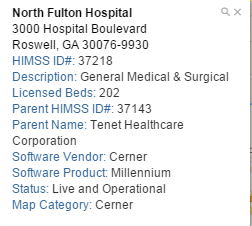 North Fulton Hospital
3000 Hospital Boulevard
Roswell, GA 30076-9930
HIMSS ID#: 37218
Description: General Medical & Surgical
Licensed Beds: 202
Parent HIMSS ID#: 37143
Parent Name: Tenet Healthcare
Corporation
Software Vendor: Cerner
Software Product: Millennium
Status: Live and Operational
Map Category: Cerner